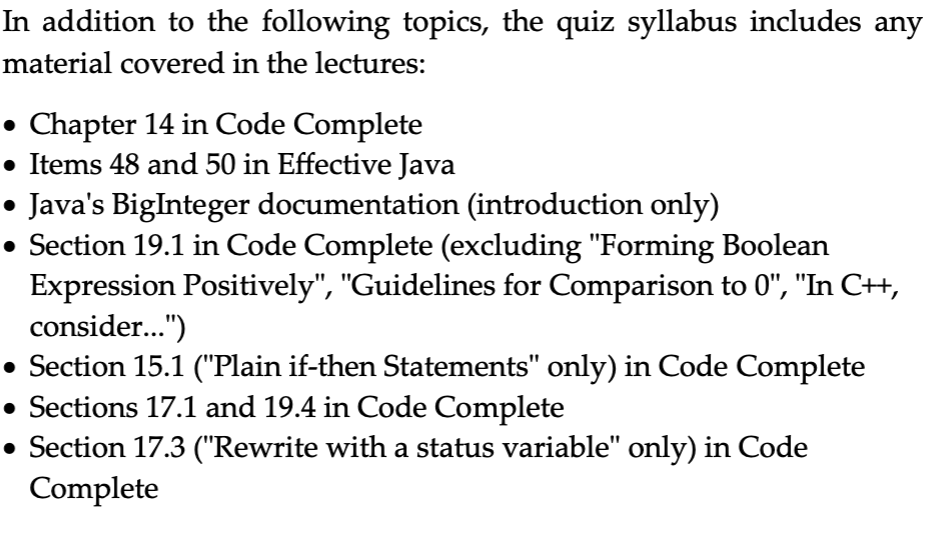 In addition to the following topics, the quiz syllabus includes any
material covered in the lectures:
• Chapter 14 in Code Complete
• Items 48 and 50 in Effective Java
• Java's BigInteger documentation (introduction only)
• Section 19.1 in Code Complete (excluding "Forming Boolean
Expression Positively", "Guidelines for Comparison to 0", "In C++,
consider...")
• Section 15.1 ("Plain if-then Statements" only) in Code Complete
• Sections 17.1 and 19.4 in Code Complete
• Section 17.3 ("Rewrite with a status variable" only) in Code
Complete